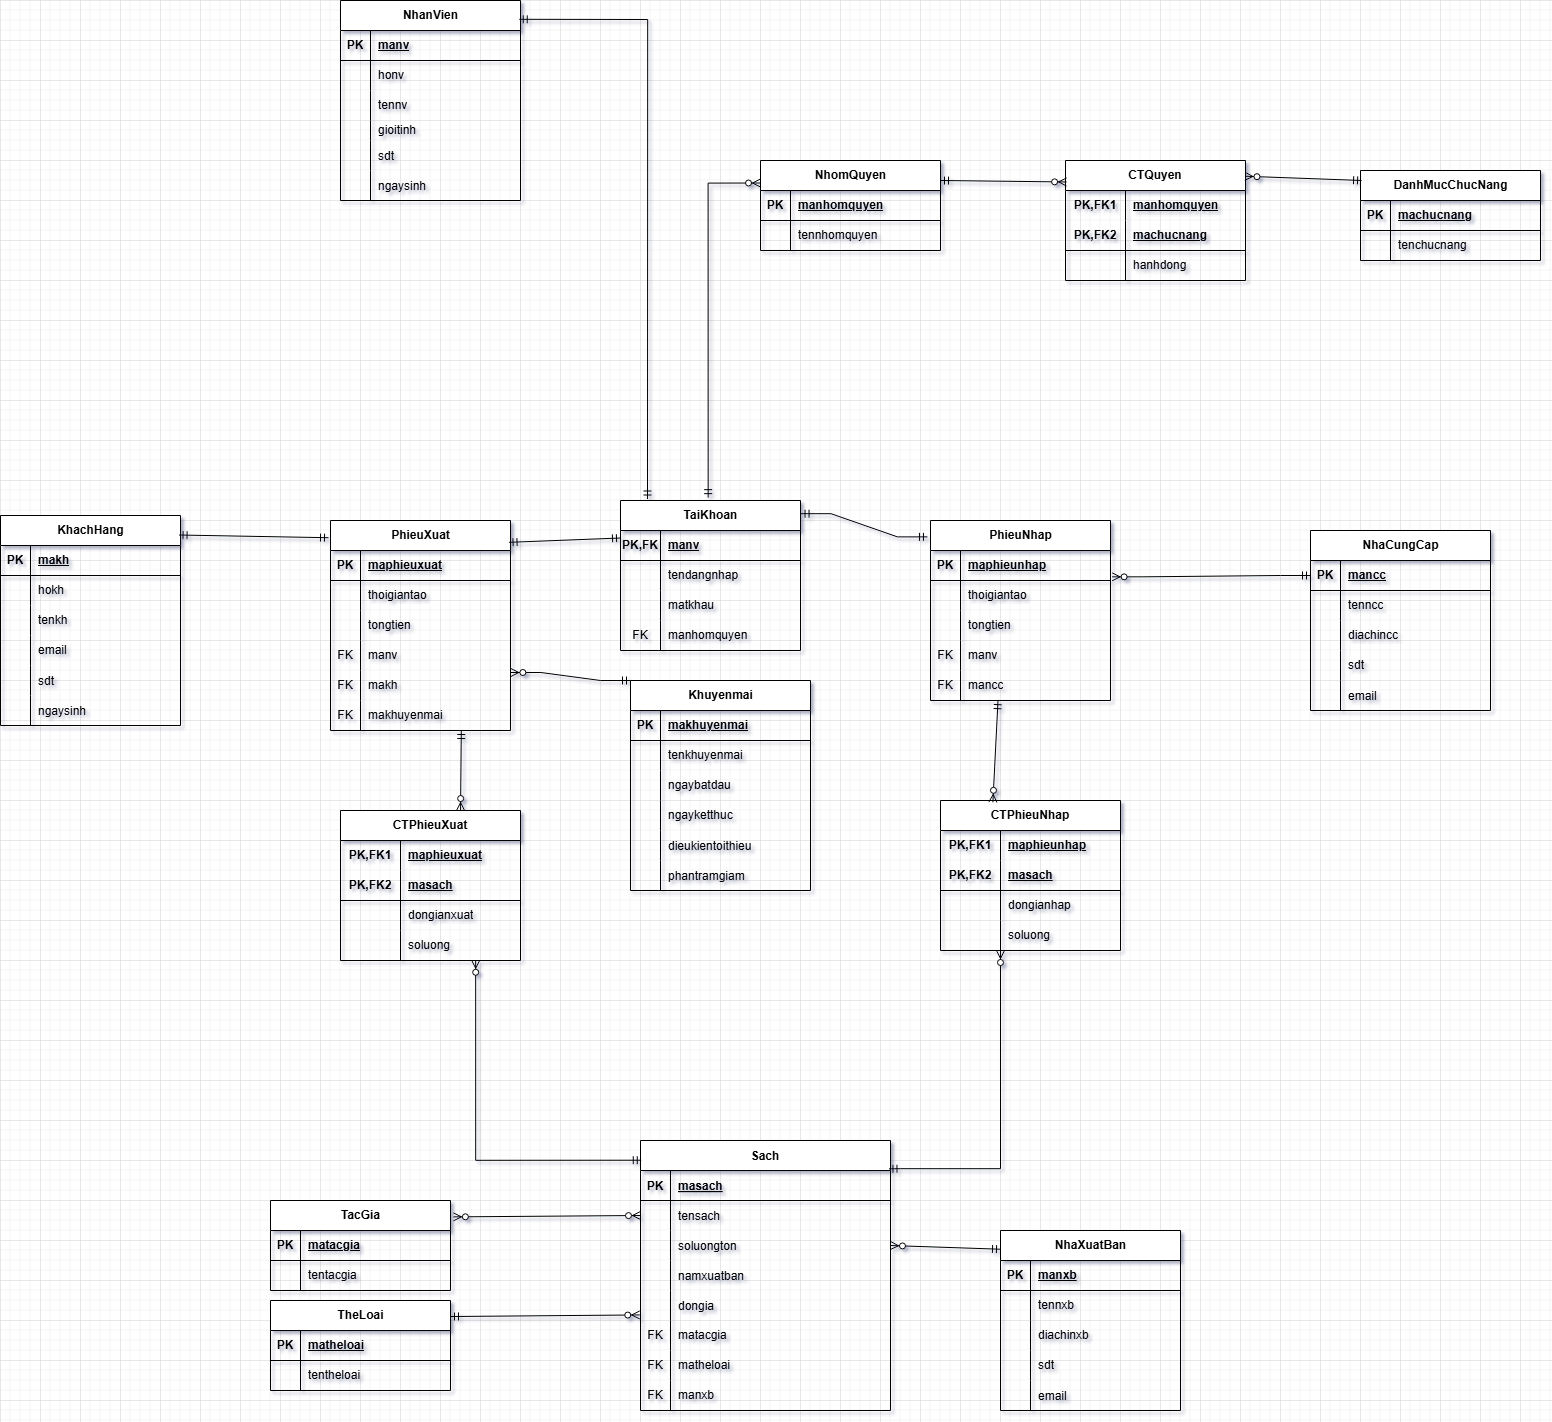 NhanVien
PK manv
honv
tennv
gioitinh
sdt
ngaysinh
NhomQuyen
PK manhomquyen
tennhomquyen
CTQuyen
PK,FK1 manhomquyen
PK,FK2 machucnang
hanhdong
DanhMucChucNang
PK machucnang
tenchucnang
KhachHang
PK makh
hokh
tenkh
email
sdt
ngaysinh
PhieuXuat
PK maphieuxuat
thoigiantao
tongtien
FK manv
FK makh
FK makhuyenmai
TaiKhoan
PK,FK manv
tendangnhap
matkhau
FK manhomquyen
PhieuNhap
PK maphieunhap
thoigiantao
tongtien
FK manv
FK mancc
NhaCungCap
PK mancc
tenncc
diachincc
sdt
email
Khuyenmai
PK makhuyenmai
tenkhuyenmai
ngaybatdau
ngayketthuc
dieukientoithieu
phantramgiam
CTPhieuXuat
PK,FK1 maphieuxuat
PK,FK2 masach
dongianxuat
soluong
CTPhieuNhap
PK,FK1 maphieunhap
PK,FK2 masach
dongianhap
soluong
Sach
PK masach
tensach
soluongton
namxuatban
dongia
FK matacgia
FK matheloai
FK manxb
TacGia
PK matacgia
tentacgia
TheLoai
PK matheloai
tentheloai
NhaXuatBan
PK manxb
tennxb
diachinxb
sdt
email